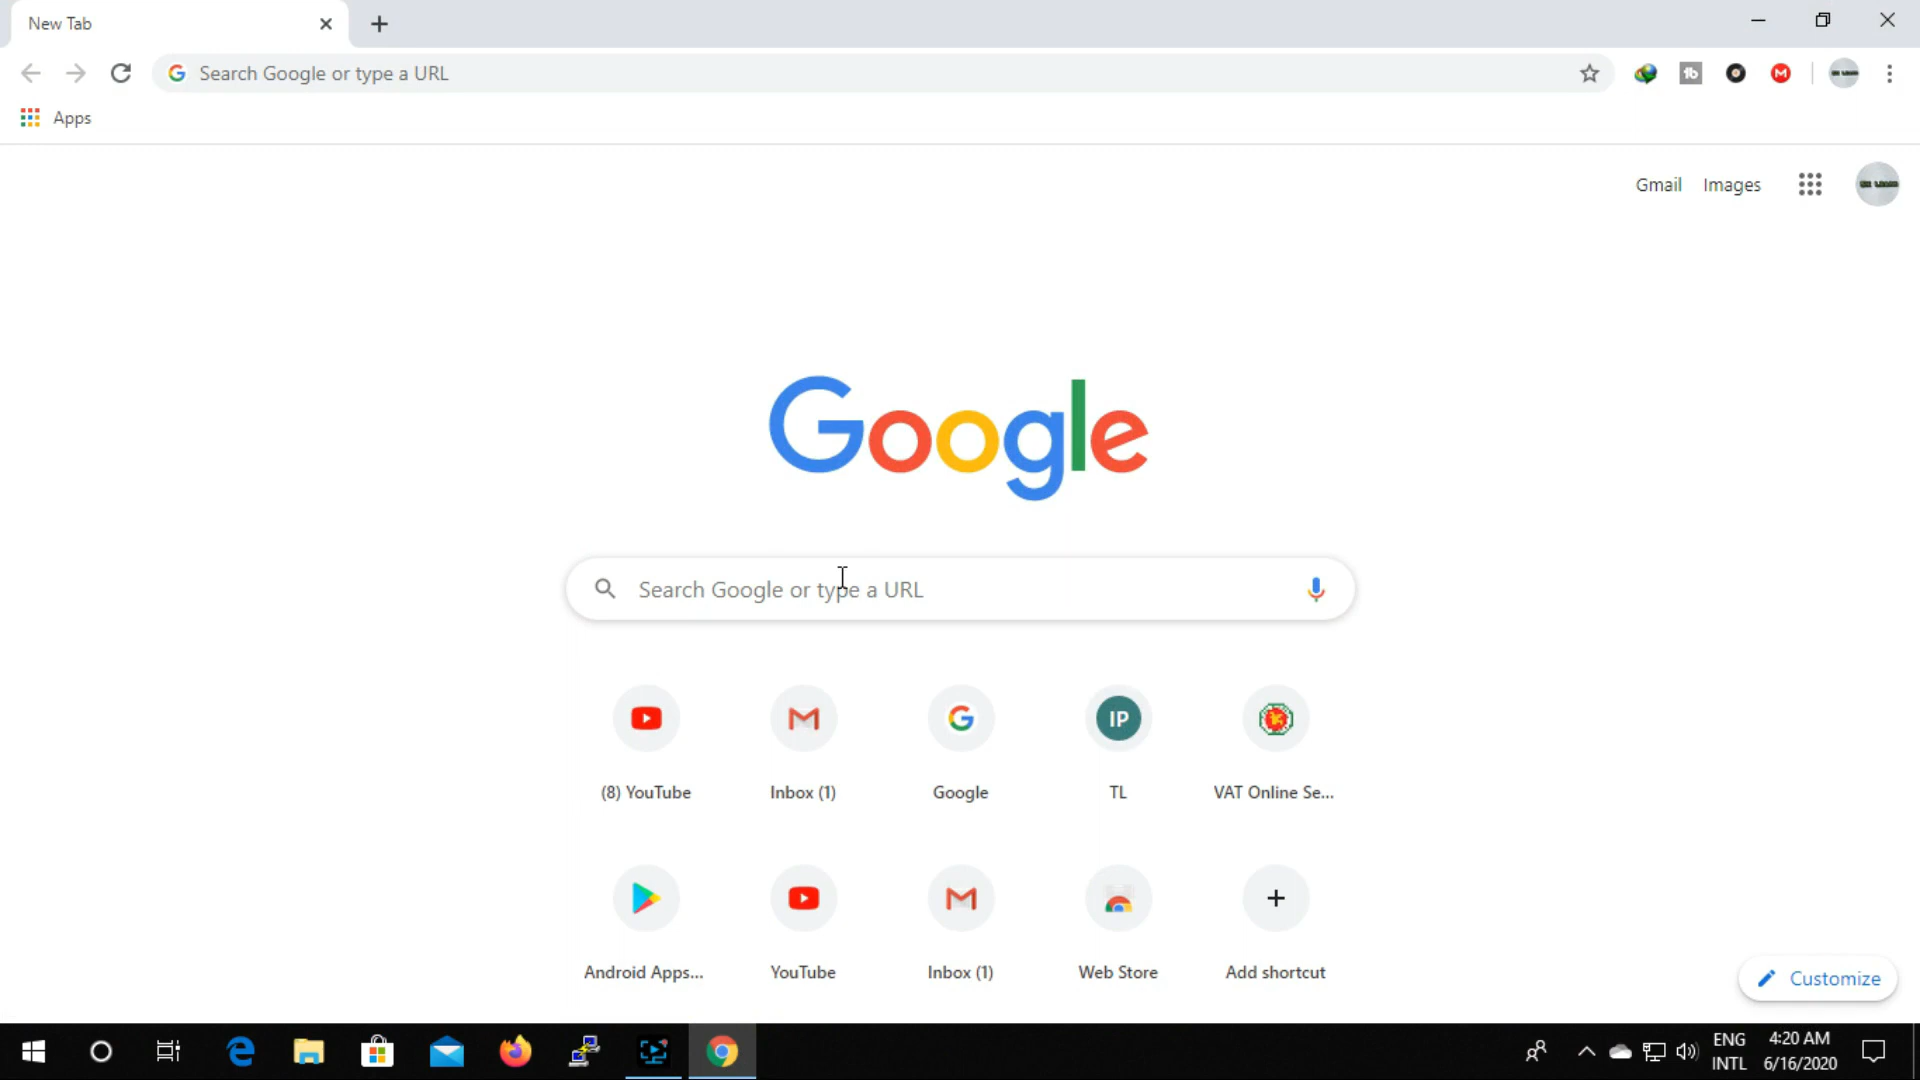 New Tab
Search Google or type a URL
Apps
Gmail Images
Google
Search Google or type a URL
IP
(8) YouTube Inbox (1) Google TL VAT Online Se...
Android Apps... YouTube Inbox (1) Web Store Add shortcut
Customize
ENG 4:20 AM
INTL 6/16/2020